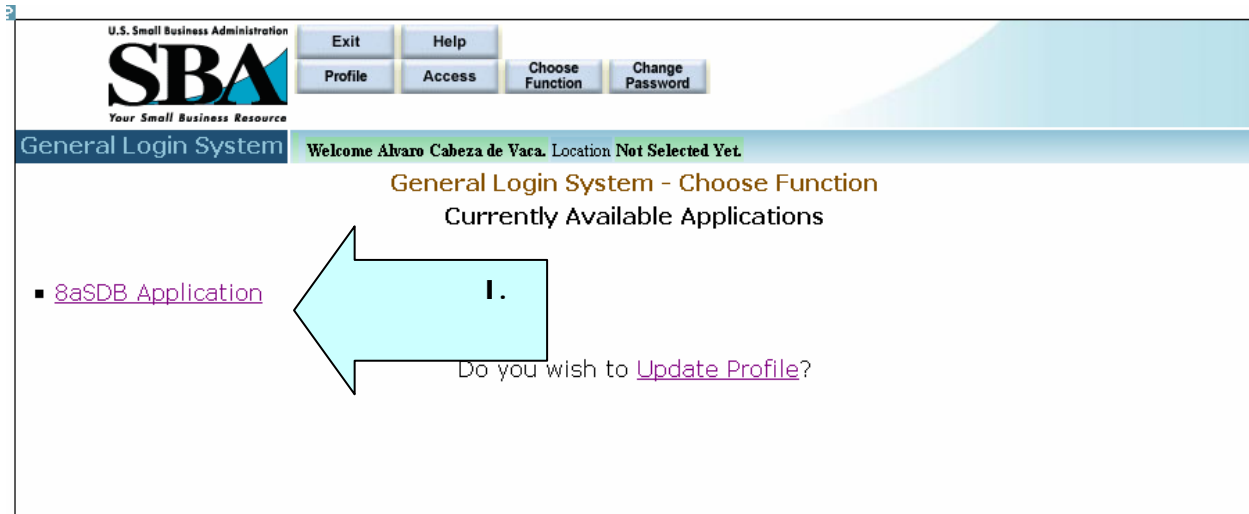 ?
U.S. Small Business Administration
SBA
Your Small Business Resource
Exit Help
Profile Access Choose Function Change Password
General Login System
Welcome Alvaro Cabeza de Vaca. Location Not Selected Yet.
General Login System - Choose Function
Currently Available Applications
8aSDB Application
I.
Do you wish to Update Profile?